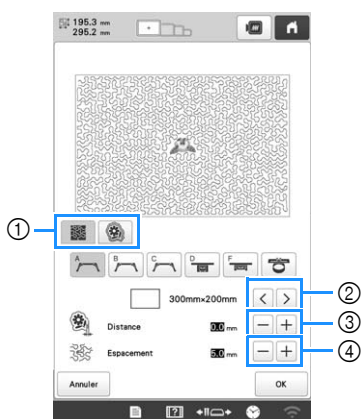 195.3 mm
295.2 mm
①
A B C D F
300mm×200mm
②
Distance 0.0 mm
③
Espacement 5.0 mm
④
Annuler OK